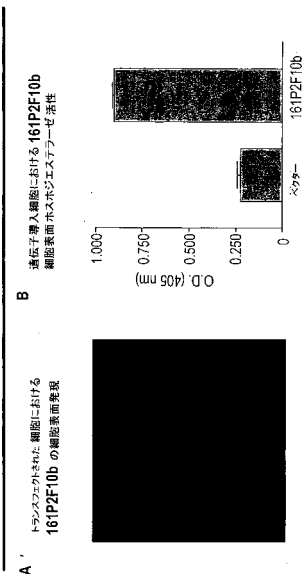 A
トランスフェクトされた 細胞における
161P2F10b の細胞表面発現
B
遺伝子導入細胞における 161P2F10b
細胞表面ホスホジエステラーゼ活性
1.000
0.750
0.500
0.250
0
O.D. (405 nm)
ベクター
161P2F10b